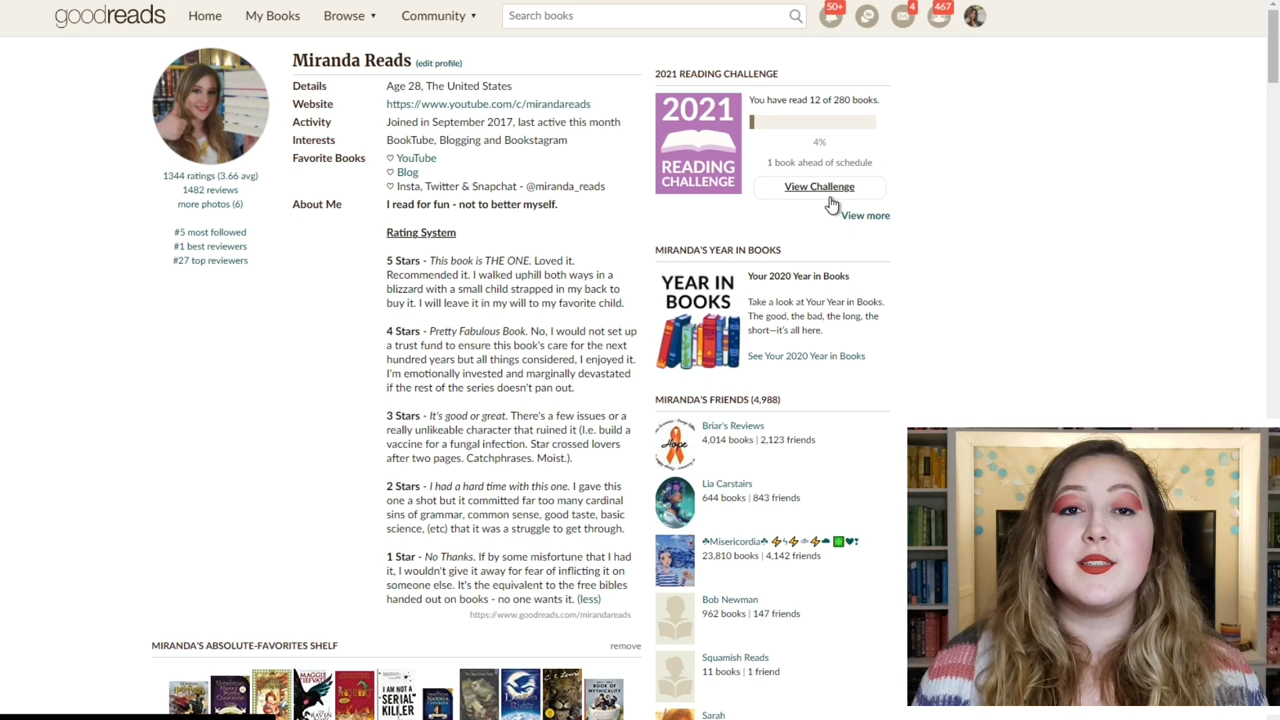 goodreads
Home
My Books
Browse ▾
Community ▾
Search books
50+
4
467
Miranda Reads (edit profile)
Details
Age 28, The United States
Website
https://www.youtube.com/c/mirandareads
Activity
Joined in September 2017, last active this month
Interests
BookTube, Blogging and Bookstagram
Favorite Books
♡ YouTube
♡ Blog
♡ Insta, Twitter & Snapchat - @miranda_reads
About Me
I read for fun - not to better myself.
Rating System
5 Stars - This book is THE ONE. Loved it.
Recommended it. I walked uphill both ways in a
blizzard with a small child strapped in my back to
buy it. I will leave it in my will to my favorite child.
4 Stars - Pretty Fabulous Book. No, I would not set up
a trust fund to ensure this book's care for the next
hundred years but all things considered, I enjoyed it.
I'm emotionally invested and marginally devastated
if the rest of the series doesn't pan out.
3 Stars - It's good or great. There's a few issues or a
really unlikeable character that ruined it (I.e. build a
vaccine for a fungal infection. Star crossed lovers
after two pages. Catchphrases. Moist.).
2 Stars - I had a hard time with this one. I gave this
one a shot but it committed far too many cardinal
sins of grammar, common sense, good taste, basic
science, (etc) that it was a struggle to get through.
1 Star - No Thanks. If by some misfortune that I had
it, I wouldn't give it away for fear of inflicting it on
someone else. It's the equivalent to the free bibles
handed out on books - no one wants it. (less)
https://www.goodreads.com/mirandareads
1344 ratings (3.66 avg)
1482 reviews
more photos (6)
#5 most followed
#1 best reviewers
#27 top reviewers
MIRANDA'S ABSOLUTE-FAVORITES SHELF
remove
I AM NOT A
SERIAL
KILLER
2021 READING CHALLENGE
2021
READING
CHALLENGE
You have read 12 of 280 books.
4%
1 book ahead of schedule
View Challenge
View more
MIRANDA'S YEAR IN BOOKS
YEAR IN
BOOKS
Your 2020 Year in Books
Take a look at Your Year in Books.
The good, the bad, the long, the
short—it's all here.
See Your 2020 Year in Books
MIRANDA'S FRIENDS (4,988)
Hope
Briar's Reviews
4,014 books | 2,123 friends
Lia Carstairs
644 books | 843 friends
☘Misericordia☘
23,810 books | 4,142 friends
Bob Newman
962 books | 147 friends
Squamish Reads
11 books | 1 friend
Sarah